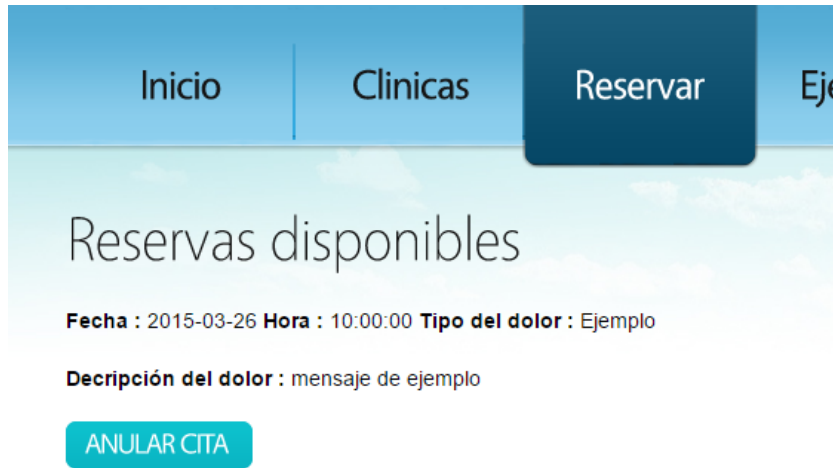 Inicio Clinicas Reservar Eje
Reservas disponibles
Fecha : 2015-03-26 Hora : 10:00:00 Tipo del dolor : Ejemplo
Decripción del dolor : mensaje de ejemplo
ANULAR CITA